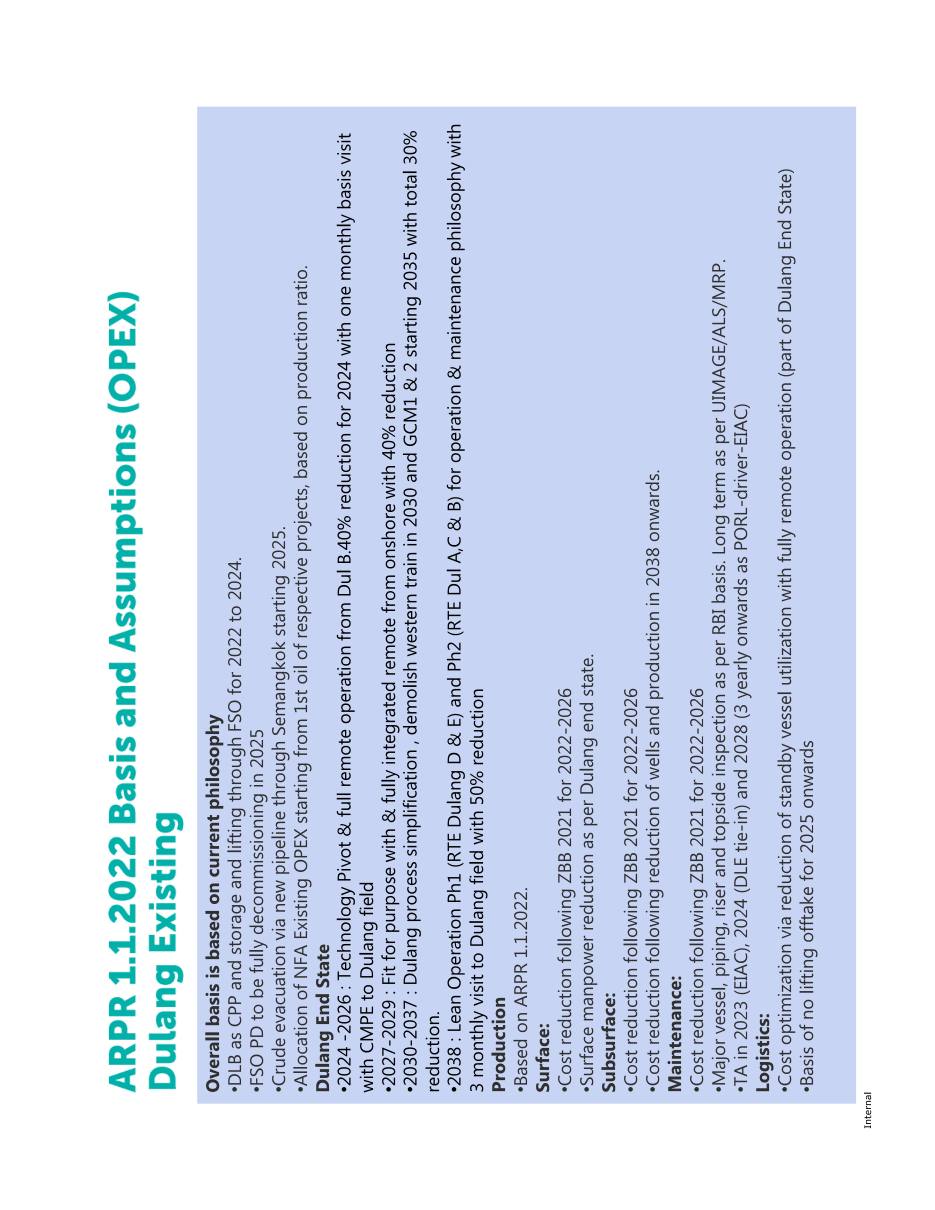 ARPR 1.1.2022 Basis and Assumptions (OPEX)
Dulang Existing
Overall basis is based on current philosophy
•DLB as CPP and storage and lifting through FSO for 2022 to 2024.
•FSO PD to be fully decommissioning in 2025
•Crude evacuation via new pipeline through Semangkok starting 2025.
•Allocation of NFA Existing OPEX starting from 1st oil of respective projects, based on production ratio.
Dulang End State
•2024 -2026 : Technology Pivot & full remote operation from Dul B.40% reduction for 2024 with one monthly basis visit
with CMPE to Dulang field
•2027-2029 : Fit for purpose with & fully integrated remote from onshore with 40% reduction
•2030-2037 : Dulang process simplification , demolish western train in 2030 and GCM1 & 2 starting 2035 with total 30%
reduction.
•2038 : Lean Operation Ph1 (RTE Dulang D & E) and Ph2 (RTE Dul A,C & B) for operation & maintenance philosophy with
3 monthly visit to Dulang field with 50% reduction
Production
•Based on ARPR 1.1.2022.
Surface:
•Cost reduction following ZBB 2021 for 2022-2026
•Surface manpower reduction as per Dulang end state.
Subsurface:
•Cost reduction following ZBB 2021 for 2022-2026
•Cost reduction following reduction of wells and production in 2038 onwards.
Maintenance:
•Cost reduction following ZBB 2021 for 2022-2026
•Major vessel, piping, riser and topside inspection as per RBI basis. Long term as per UIMAGE/ALS/MRP.
•TA in 2023 (EIAC), 2024 (DLE tie-in) and 2028 (3 yearly onwards as PORL-driver-EIAC)
Logistics:
•Cost optimization via reduction of standby vessel utilization with fully remote operation (part of Dulang End State)
•Basis of no lifting offtake for 2025 onwards
Internal